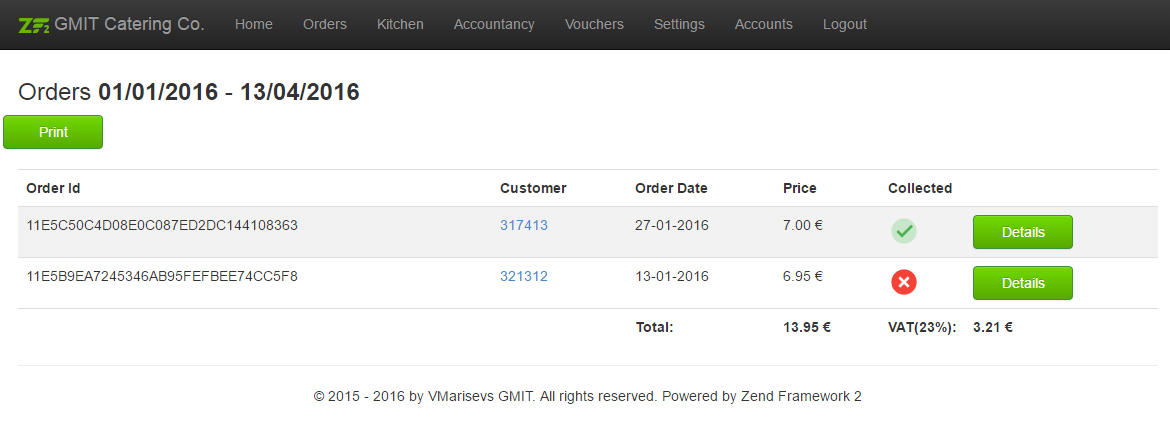 ZF2 GMIT Catering Co. Home Orders Kitchen Accountancy Vouchers Settings Accounts Logout
Orders 01/01/2016 - 13/04/2016
Print
Order Id Customer Order Date Price Collected
11E5C50C4D08E0C087ED2DC144108363 317413 27-01-2016 7.00 € Details
11E5B9EA7245346AB95FEFBEE74CC5F8 321312 13-01-2016 6.95 € Details
Total: 13.95 € VAT(23%): 3.21 €
© 2015 - 2016 by VMarisevs GMIT. All rights reserved. Powered by Zend Framework 2